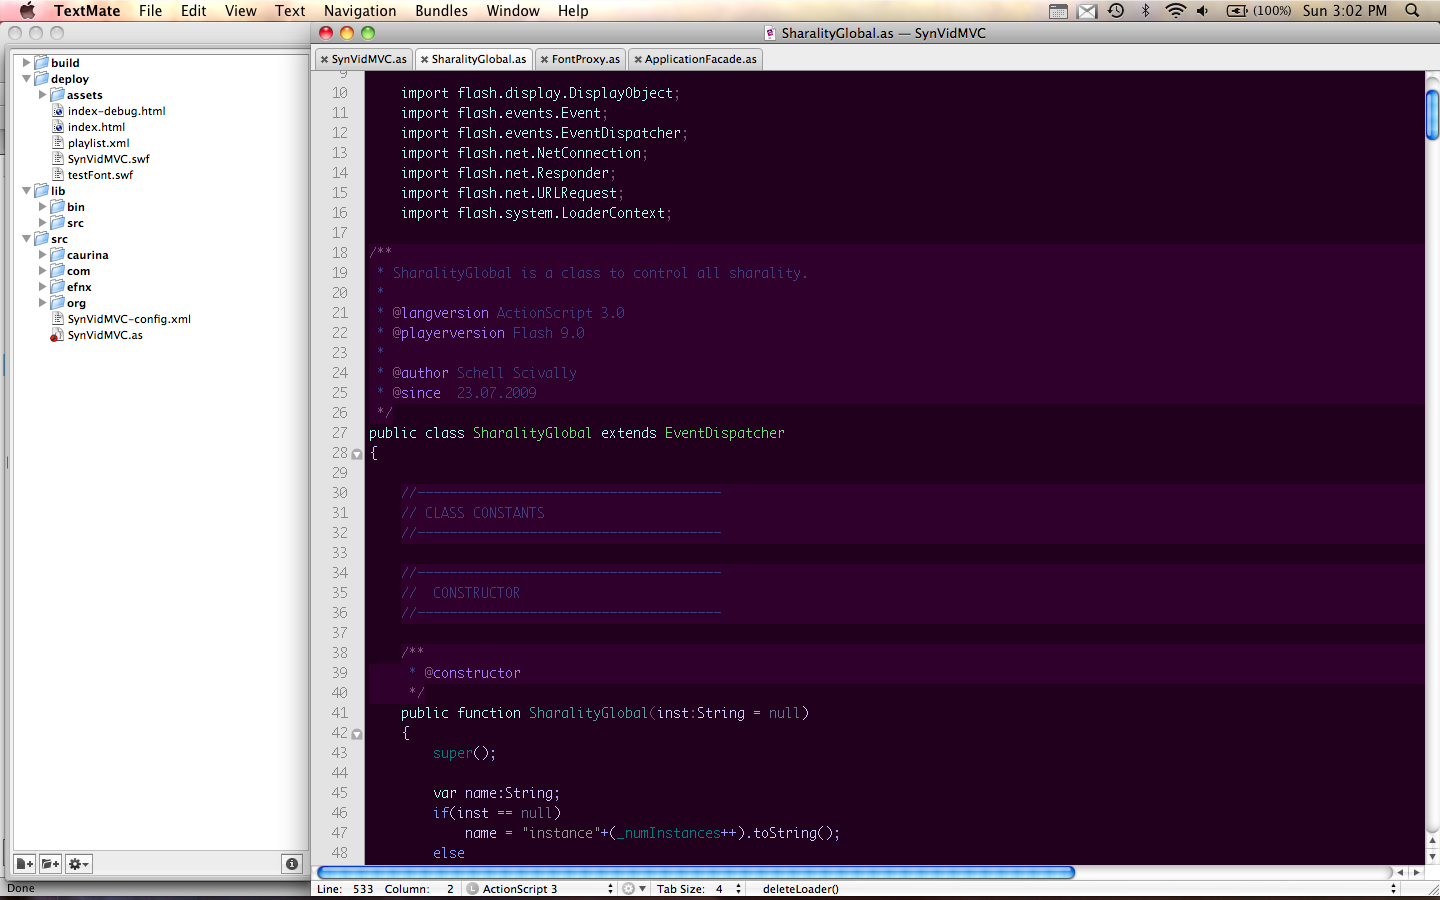 TextMate File Edit View Text Navigation Bundles Window Help (100%) Sun 3:02 PM
SharalityGlobal.as — SynVidMVC
SynVidMVC.as SharalityGlobal.as FontProxy.as ApplicationFacade.as
build
deploy
assets
index-debug.html
index.html
playlist.xml
SynVidMVC.swf
testFont.swf
lib
bin
src
src
caurina
com
efnx
org
SynVidMVC-config.xml
SynVidMVC.as
Done
9
10 import flash.display.DisplayObject;
11 import flash.events.Event;
12 import flash.events.EventDispatcher;
13 import flash.net.NetConnection;
14 import flash.net.Responder;
15 import flash.net.URLRequest;
16 import flash.system.LoaderContext;
17
18 /**
19 * SharalityGlobal is a class to control all sharality.
20 *
21 * @langversion ActionScript 3.0
22 * @playerversion Flash 9.0
23 *
24 * @author Schell Scivally
25 * @since  23.07.2009
26 */
27 public class SharalityGlobal extends EventDispatcher
28 {
29
30 //--------------------------------------
31 // CLASS CONSTANTS
32 //--------------------------------------
33
34 //--------------------------------------
35 //  CONSTRUCTOR
36 //--------------------------------------
37
38 /**
39 * @constructor
40 */
41 public function SharalityGlobal(inst:String = null)
42 {
43 super();
44
45 var name:String;
46 if(inst == null)
47 name = "instance"+(_numInstances++).toString();
48 else
Line: 533 Column: 2 L ActionScript 3 Tab Size: 4 deleteLoader()